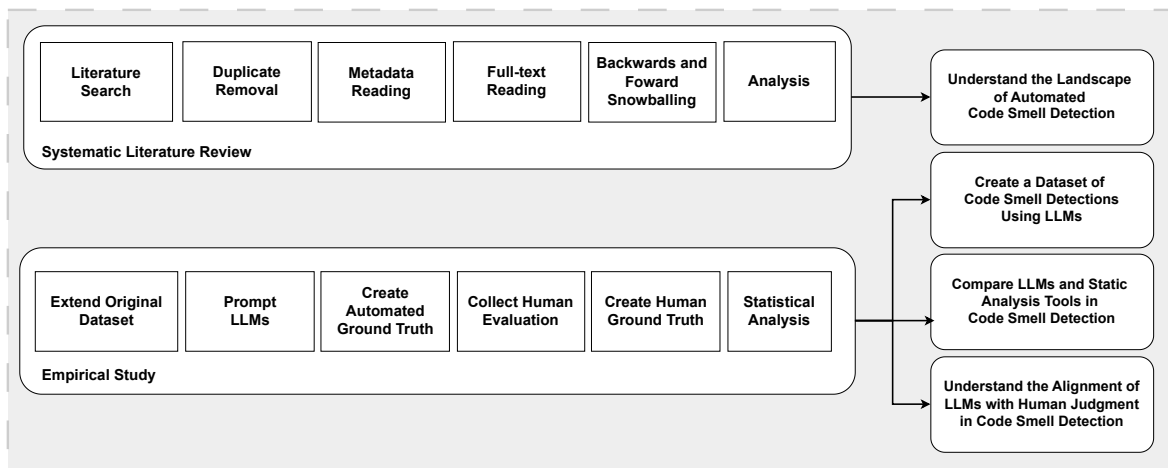 Literature
Search
Duplicate
Removal
Metadata
Reading
Full-text
Reading
Backwards and
Foward
Snowballing
Analysis
Systematic Literature Review
Understand the Landscape
of Automated
Code Smell Detection
Create a Dataset of
Code Smell Detections
Using LLMs
Extend Original
Dataset
Prompt
LLMs
Create
Automated
Ground Truth
Collect Human
Evaluation
Create Human
Ground Truth
Statistical
Analysis
Empirical Study
Compare LLMs and Static
Analysis Tools in
Code Smell Detection
Understand the Alignment of
LLMs with Human Judgment
in Code Smell Detection